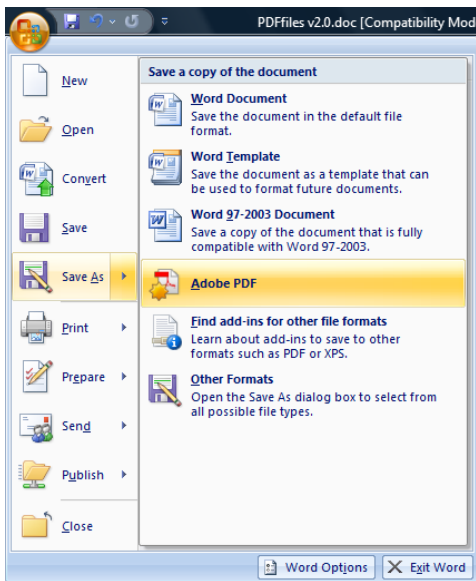 PDFfiles v2.0.doc [Compatibility Mod
New
Open
Convert
Save
Save As
Print
Prepare
Send
Publish
Close
Save a copy of the document
Word Document
Save the document in the default file
format.
Word Template
Save the document as a template that can
be used to format future documents.
Word 97-2003 Document
Save a copy of the document that is fully
compatible with Word 97-2003.
Adobe PDF
Find add-ins for other file formats
Learn about add-ins to save to other
formats such as PDF or XPS.
Other Formats
Open the Save As dialog box to select from
all possible file types.
Word Options
Exit Word